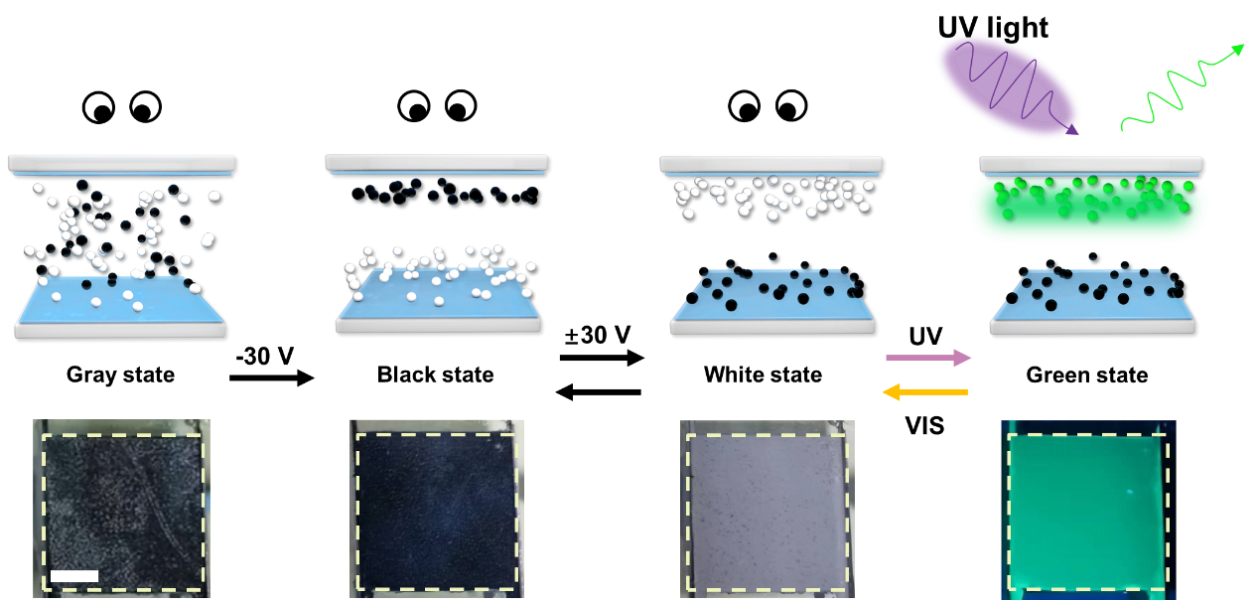 UV light
-30 V
±30 V
UV
Gray state
Black state
White state
Green state
VIS